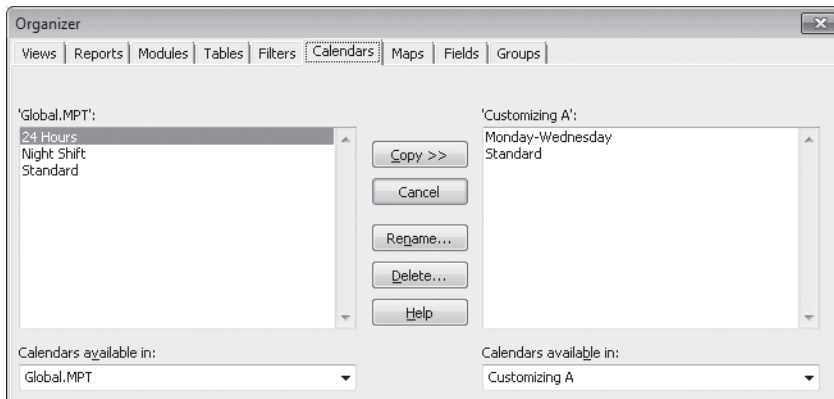 Organizer
Views Reports Modules Tables Filters Calendars Maps Fields Groups
'Global.MPT':
24 Hours
Night Shift
Standard
Copy >>
Cancel
Rename...
Delete...
Help
'Customizing A':
Monday-Wednesday
Standard
Calendars available in:
Global.MPT
Calendars available in:
Customizing A